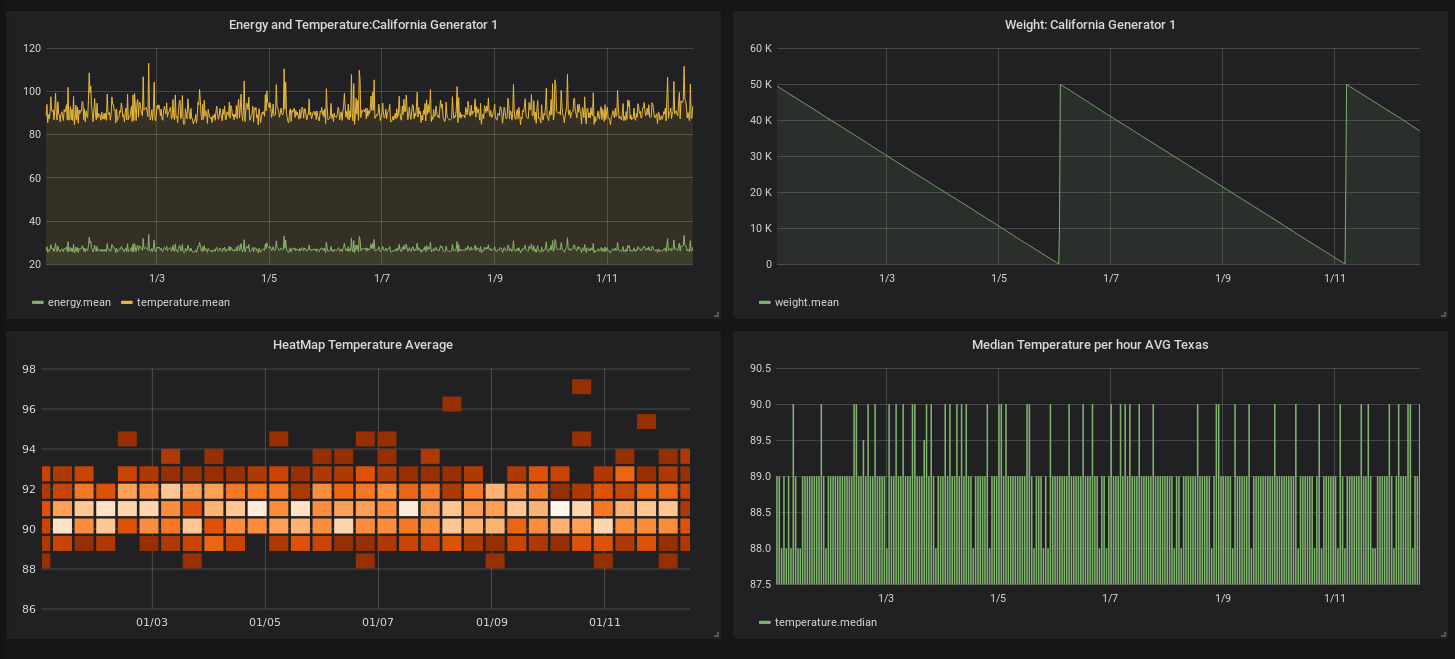 Energy and Temperature:California Generator 1
120
100
80
60
40
20
1/3 1/5 1/7 1/9 1/11
energy.mean temperature.mean
Weight: California Generator 1
60 K
50 K
40 K
30 K
20 K
10 K
0
1/3 1/5 1/7 1/9 1/11
weight.mean
HeatMap Temperature Average
98
96
94
92
90
88
86
01/03 01/05 01/07 01/09 01/11
Median Temperature per hour AVG Texas
90.5
90.0
89.5
89.0
88.5
88.0
87.5
1/3 1/5 1/7 1/9 1/11
temperature.median